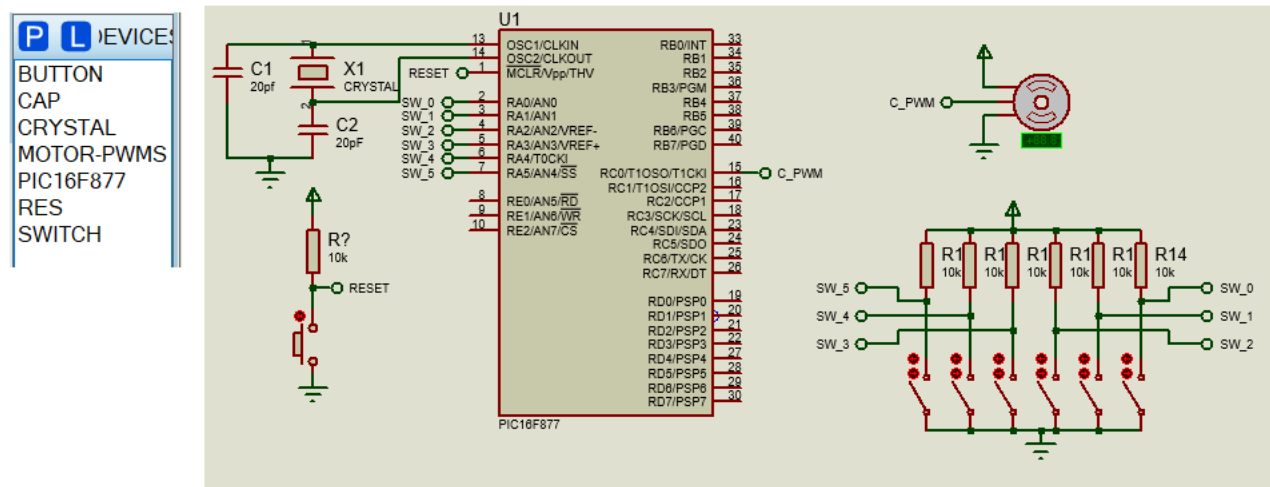 P L )EVICES
BUTTON
CAP
CRYSTAL
MOTOR-PWMS
PIC16F877
RES
SWITCH
U1
13 OSC1/CLKIN
14 OSC2/CLKOUT
1 MCLR/Vpp/THV
2 RA0/AN0
3 RA1/AN1
4 RA2/AN2/VREF-
5 RA3/AN3/VREF+
6 RA4/T0CKI
7 RA5/AN4/SS
8 RE0/AN5/RD
9 RE1/AN6/WR
10 RE2/AN7/CS
RB0/INT 33
RB1 34
RB2 35
RB3/PGM 36
RB4 37
RB5 38
RB6/PGC 39
RB7/PGD 40
RC0/T1OSO/T1CKI 15
RC1/T1OSI/CCP2 16
RC2/CCP1 17
RC3/SCK/SCL 18
RC4/SDI/SDA 23
RC5/SDO 24
RC6/TX/CK 25
RC7/RX/DT 26
RD0/PSP0 19
RD1/PSP1 20
RD2/PSP2 21
RD3/PSP3 22
RD4/PSP4 27
RD5/PSP5 28
RD6/PSP6 29
RD7/PSP7 30
PIC16F877
C1
20pf
1
X1
CRYSTAL
2
C2
20pF
RESET
SW_0
SW_1
SW_2
SW_3
SW_4
SW_5
R?
10k
RESET
C_PWM
C_PWM
+88.8
R1 R1 R1 R1 R14
10k 10k 10k 10k 10k
SW_5
SW_4
SW_3
SW_0
SW_1
SW_2